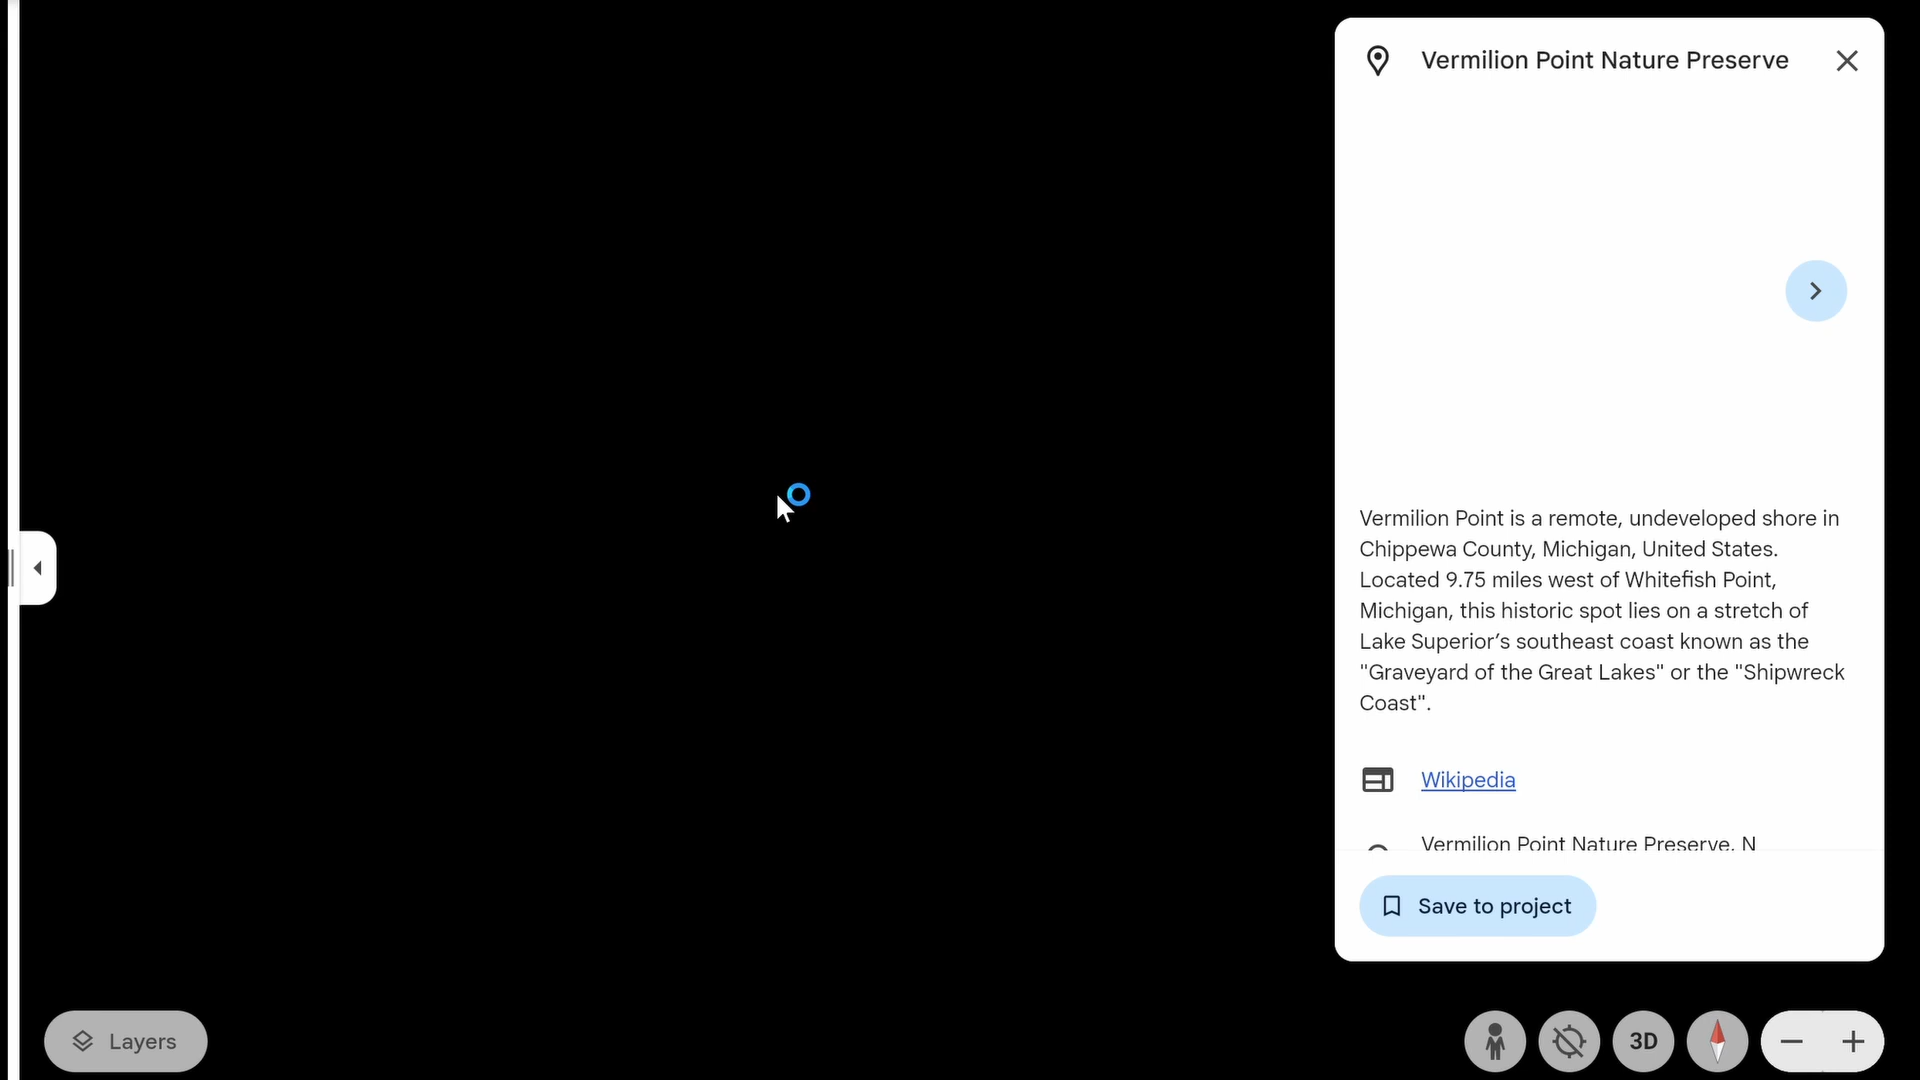 Vermilion Point Nature Preserve
Vermilion Point is a remote, undeveloped shore in
Chippewa County, Michigan, United States.
Located 9.75 miles west of Whitefish Point,
Michigan, this historic spot lies on a stretch of
Lake Superior’s southeast coast known as the
"Graveyard of the Great Lakes" or the "Shipwreck
Coast".
Wikipedia
Vermilion Point Nature Preserve, N
Save to project
Layers
3D